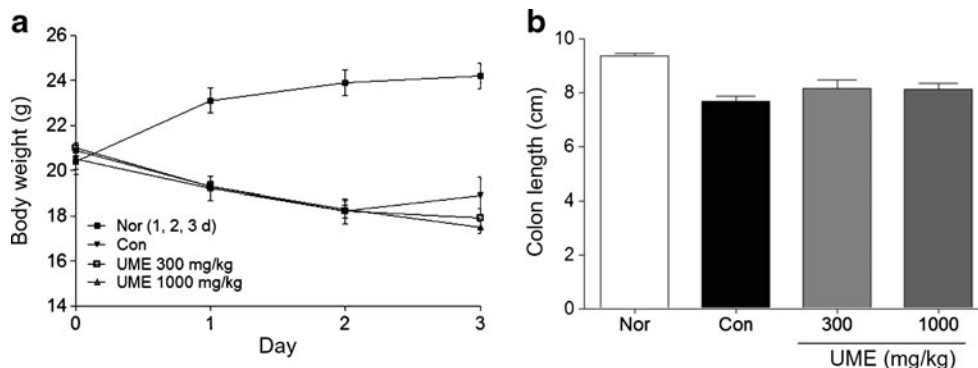 a
Body weight (g)
26
24
22
20
18
16
14
Nor (1, 2, 3 d)
Con
UME 300 mg/kg
UME 1000 mg/kg
0 1 2 3
Day
b
Colon length (cm)
10
8
6
4
2
0
Nor Con 300 1000
UME (mg/kg)